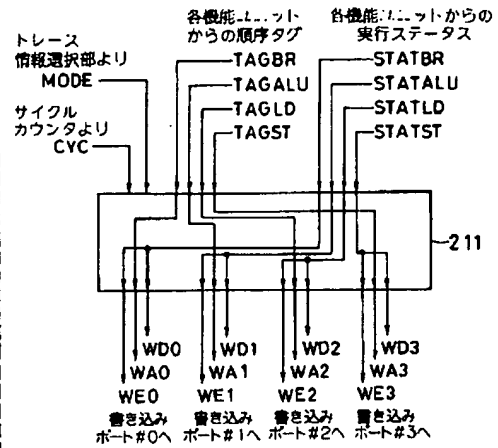 各機能ユニット
からの順序タグ
各機能ユニットからの
実行ステータス
トレース
情報選択部より
MODE
サイクル
カウンタより
CYC
TAGBR
TAGALU
TAGLD
TAGST
STATBR
STATALU
STATLD
STATST
211
WD0
WD1
WD2
WD3
WA0
WA1
WA2
WA3
WE0
WE1
WE2
WE3
書き込み
ポート#0へ
書き込み
ポート#1へ
書き込み
ポート#2へ
書き込み
ポート#3へ